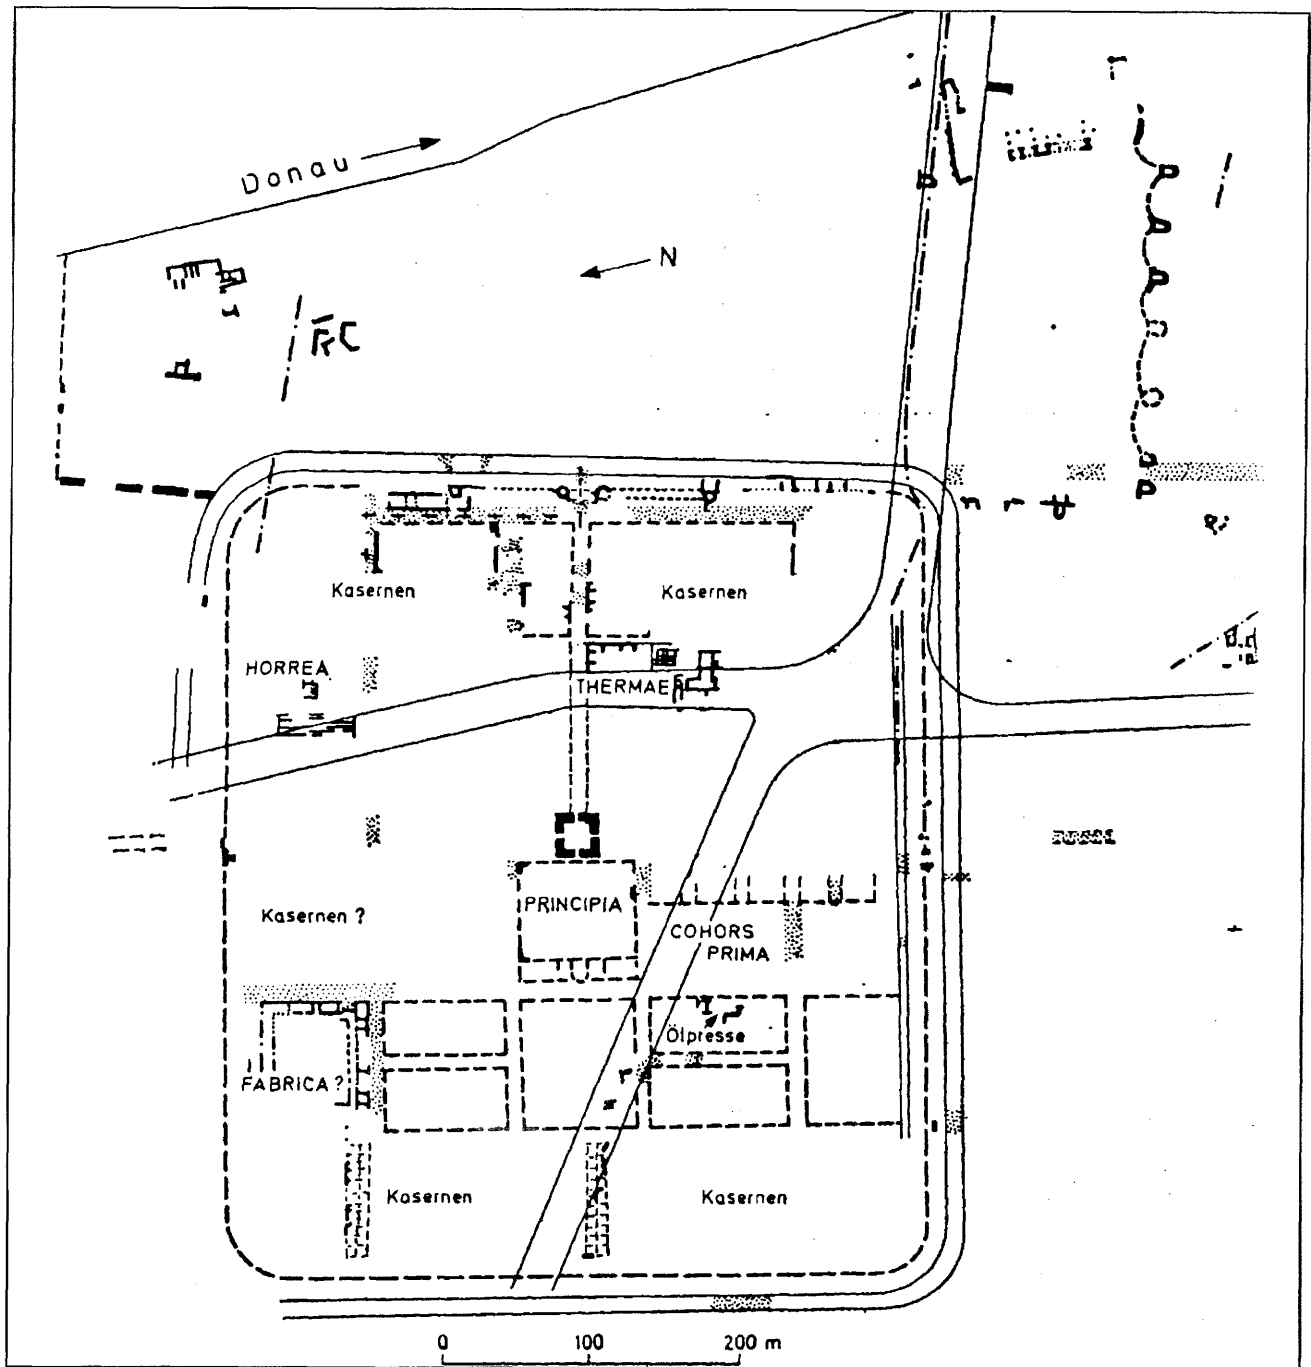 Donau
N
Kasernen
Kasernen
HORREA
THERMAE
PRINCIPIA
Kasernen ?
COHORS
PRIMA
Ölpresse
FABRICA ?
Kasernen
Kasernen
0 100 200 m